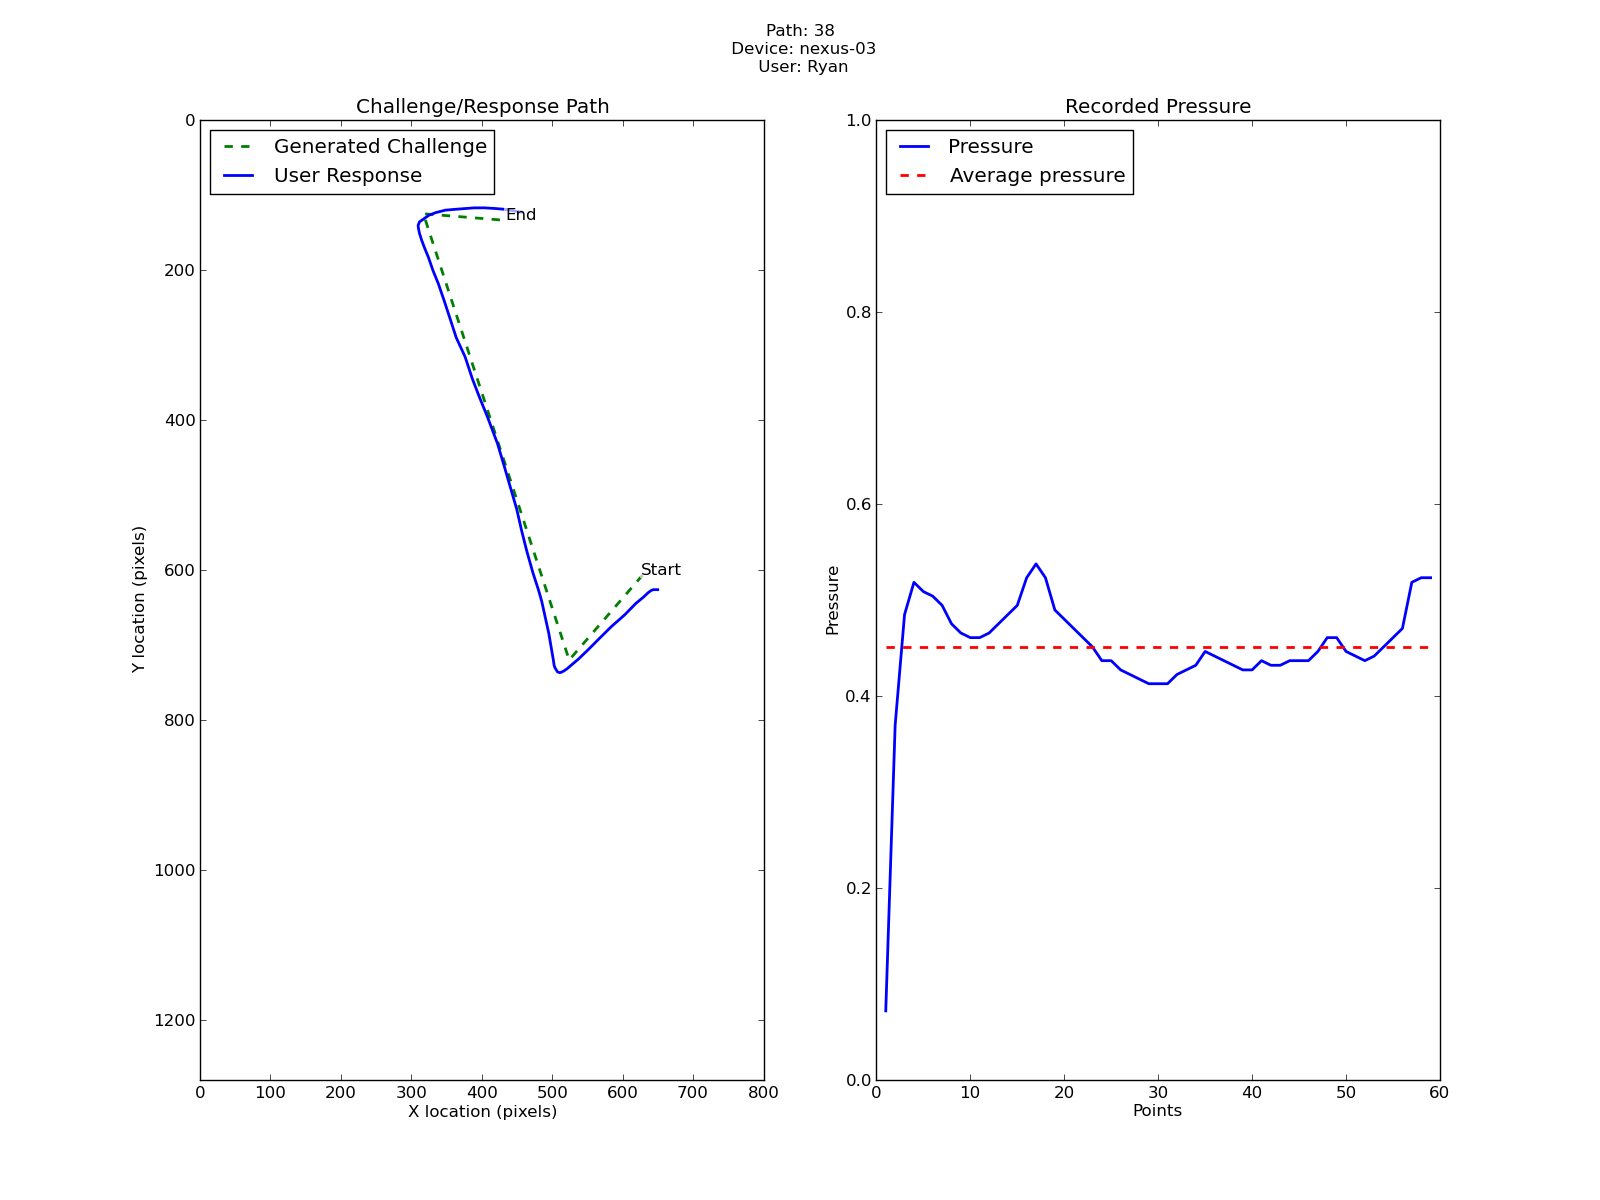 Path: 38
Device: nexus-03
User: Ryan
Challenge/Response Path
Generated Challenge
User Response
End
Start
0
200
400
600
800
1000
1200
Y location (pixels)
0 100 200 300 400 500 600 700 800
X location (pixels)
Recorded Pressure
Pressure
Average pressure
1.0
0.8
0.6
0.4
0.2
0.0
Pressure
0 10 20 30 40 50 60
Points